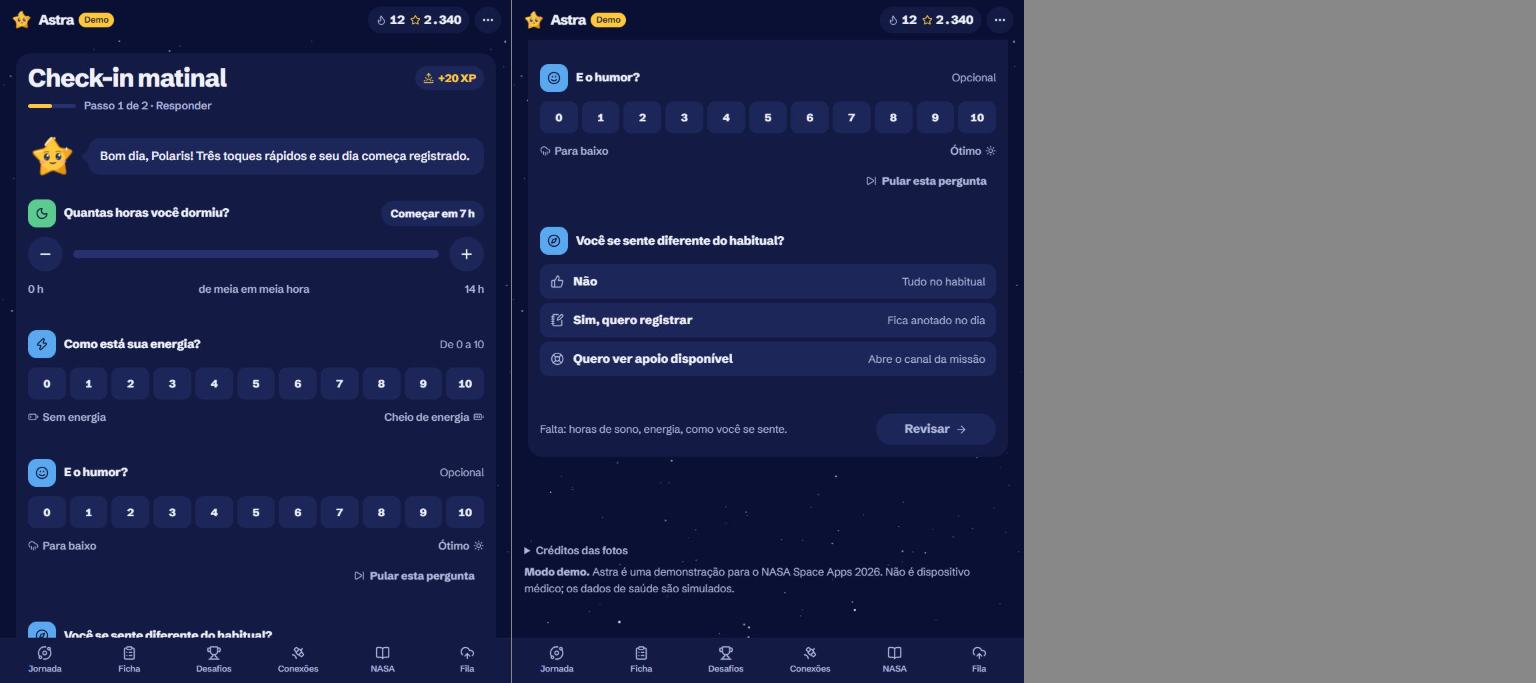 Astra Demo 12 2.340
Check-in matinal +20 XP
Passo 1 de 2 · Responder
Bom dia, Polaris! Três toques rápidos e seu dia começa registrado.
Quantas horas você dormiu? Começar em 7 h
− +
0 h de meia em meia hora 14 h
Como está sua energia? De 0 a 10
0 1 2 3 4 5 6 7 8 9 10
Sem energia Cheio de energia
E o humor? Opcional
0 1 2 3 4 5 6 7 8 9 10
Para baixo Ótimo
Pular esta pergunta
Você se sente diferente do habitual?
Jornada Ficha Desafios Conexões NASA Fila
Astra Demo 12 2.340
E o humor? Opcional
0 1 2 3 4 5 6 7 8 9 10
Para baixo Ótimo
Pular esta pergunta
Você se sente diferente do habitual?
Não Tudo no habitual
Sim, quero registrar Fica anotado no dia
Quero ver apoio disponível Abre o canal da missão
Falta: horas de sono, energia, como você se sente. Revisar →
Créditos das fotos
Modo demo. Astra é uma demonstração para o NASA Space Apps 2026. Não é dispositivo
médico; os dados de saúde são simulados.
Jornada Ficha Desafios Conexões NASA Fila